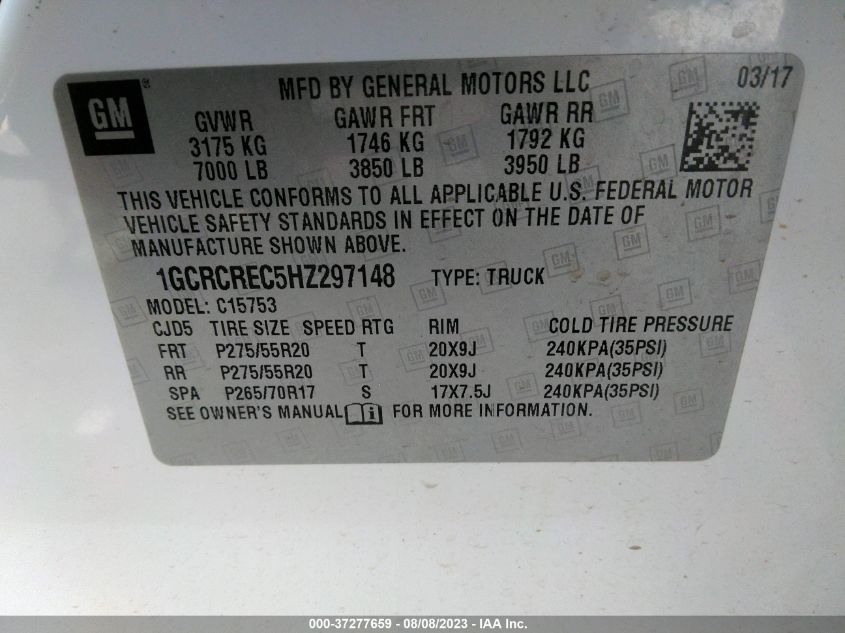 GM ® MFD BY GENERAL MOTORS LLC 03/17
GVWR GAWR FRT GAWR RR
3175 KG 1746 KG 1792 KG
7000 LB 3850 LB 3950 LB
THIS VEHICLE CONFORMS TO ALL APPLICABLE U.S. FEDERAL MOTOR
VEHICLE SAFETY STANDARDS IN EFFECT ON THE DATE OF
MANUFACTURE SHOWN ABOVE.
1GCRCREC5HZ297148 TYPE: TRUCK
MODEL: C15753
CJD5 TIRE SIZE SPEED RTG RIM COLD TIRE PRESSURE
FRT P275/55R20 T 20X9J 240KPA(35PSI)
RR P275/55R20 T 20X9J 240KPA(35PSI)
SPA P265/70R17 S 17X7.5J 240KPA(35PSI)
SEE OWNER'S MANUAL i FOR MORE INFORMATION.
000-37277659 - 08/08/2023 - IAA Inc.